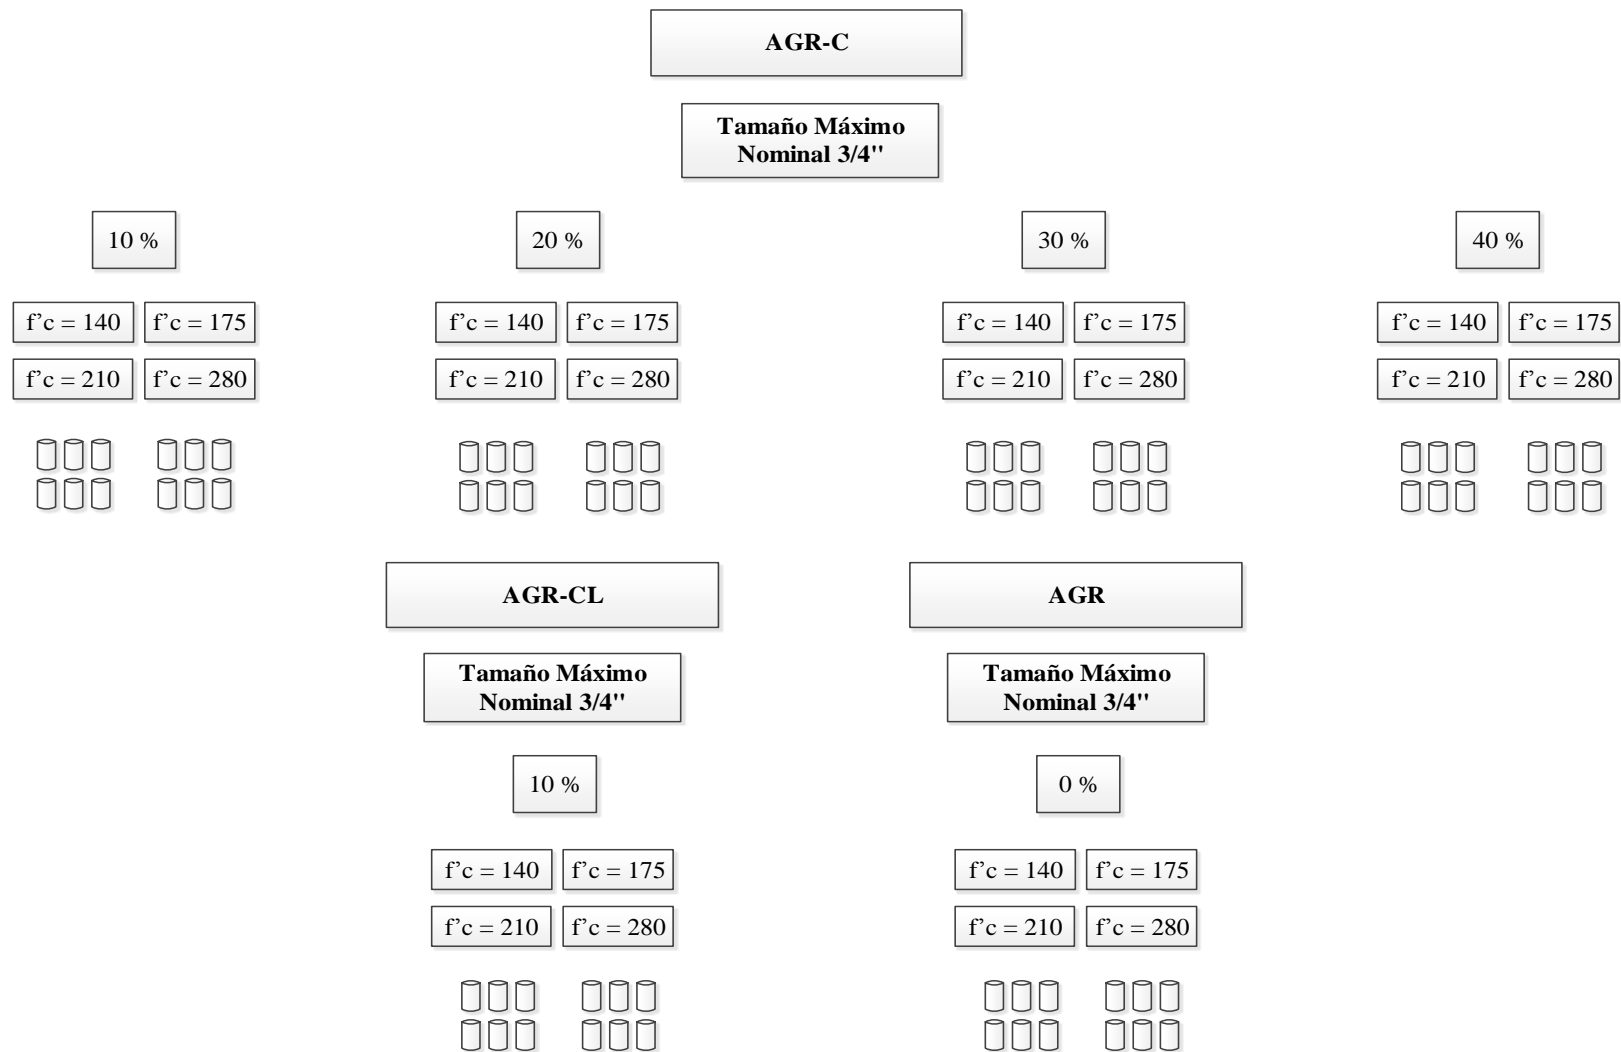 AGR-C
Tamaño Máximo
Nominal 3/4"
10 %
20 %
30 %
40 %
f’c = 140 f’c = 175
f’c = 210 f’c = 280
f’c = 140 f’c = 175
f’c = 210 f’c = 280
f’c = 140 f’c = 175
f’c = 210 f’c = 280
f’c = 140 f’c = 175
f’c = 210 f’c = 280
AGR-CL
Tamaño Máximo
Nominal 3/4"
10 %
f’c = 140 f’c = 175
f’c = 210 f’c = 280
AGR
Tamaño Máximo
Nominal 3/4"
0 %
f’c = 140 f’c = 175
f’c = 210 f’c = 280